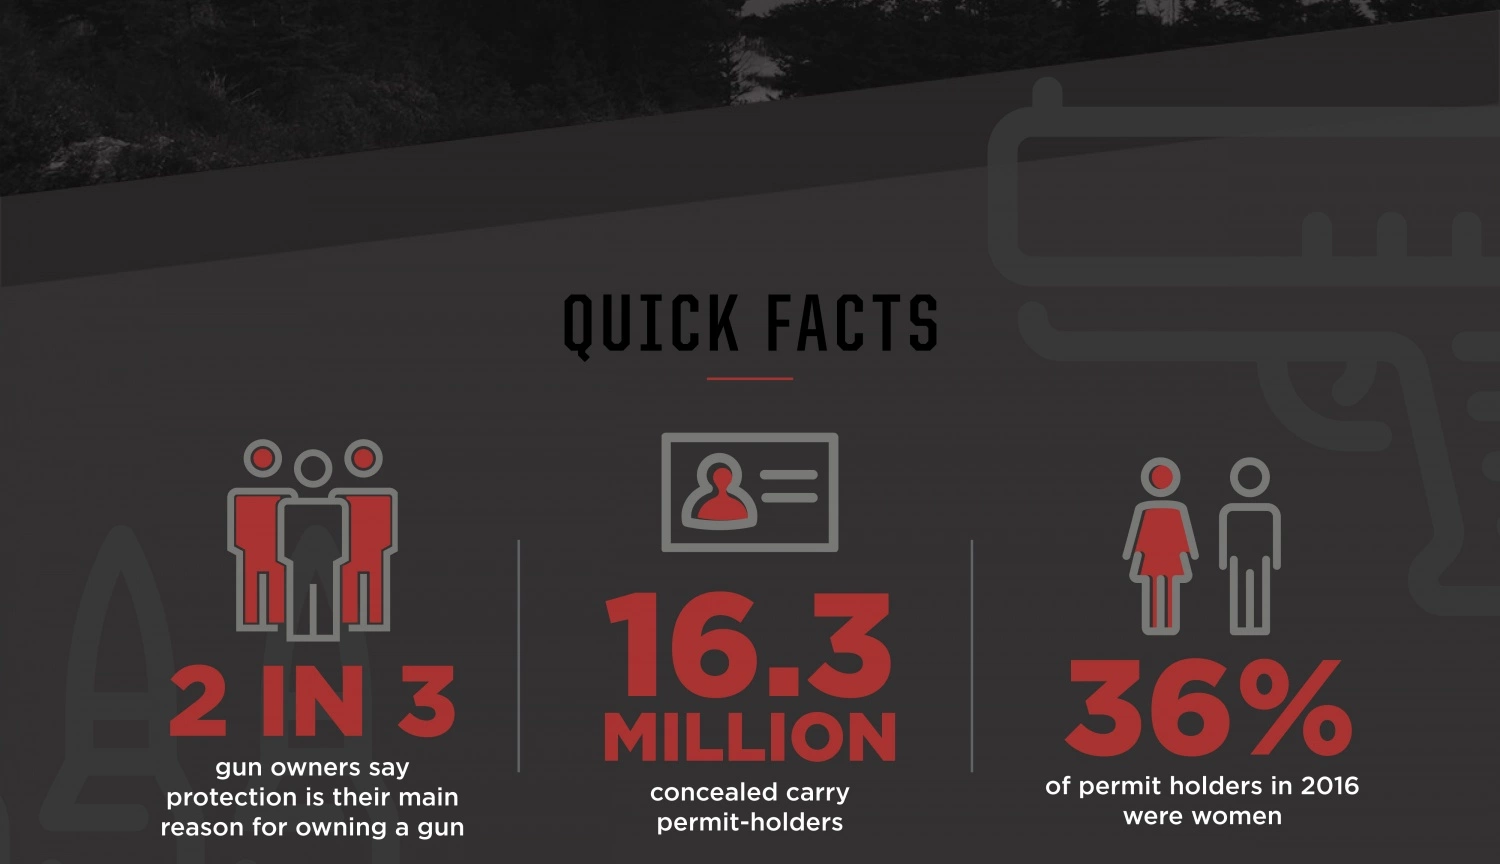 QUICK FACTS
2 IN 3
gun owners say
protection is their main
reason for owning a gun
16.3
MILLION
concealed carry
permit-holders
36%
of permit holders in 2016
were women